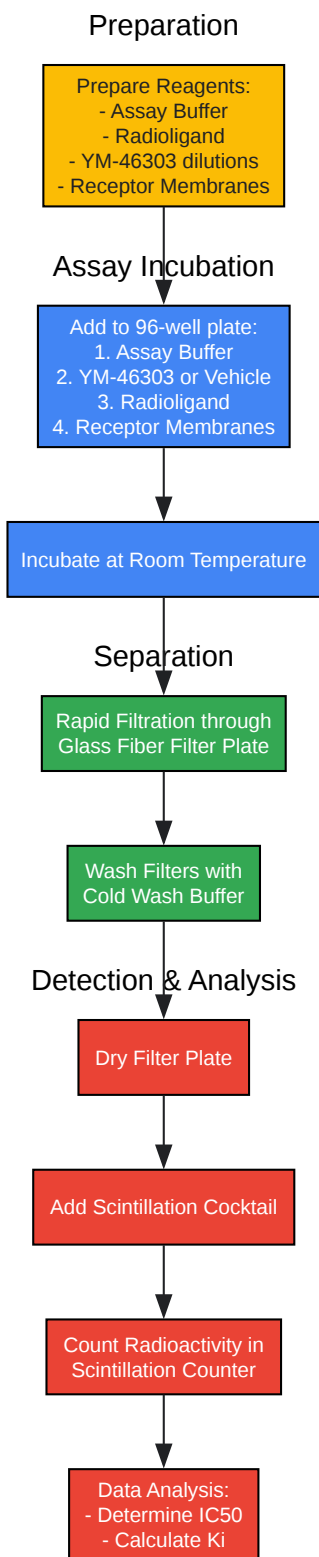 Preparation
Prepare Reagents:
- Assay Buffer
- Radioligand
- YM-46303 dilutions
- Receptor Membranes
Assay Incubation
Add to 96-well plate:
1. Assay Buffer
2. YM-46303 or Vehicle
3. Radioligand
4. Receptor Membranes
Incubate at Room Temperature
Separation
Rapid Filtration through
Glass Fiber Filter Plate
Wash Filters with
Cold Wash Buffer
Detection & Analysis
Dry Filter Plate
Add Scintillation Cocktail
Count Radioactivity in
Scintillation Counter
Data Analysis:
- Determine IC50
- Calculate Ki